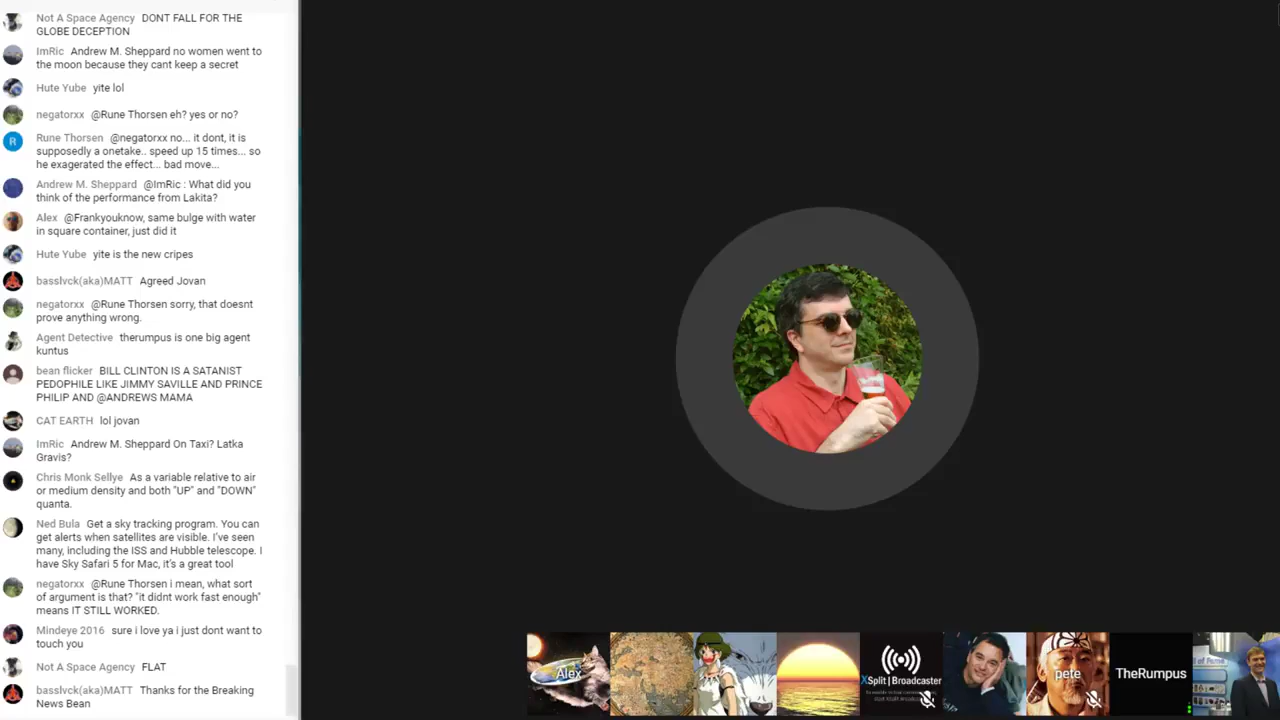 Not A Space Agency DONT FALL FOR THE
GLOBE DECEPTION
ImRic Andrew M. Sheppard no women went to
the moon because they cant keep a secret
Hute Yube yite lol
negatorxx @Rune Thorsen eh? yes or no?
R
Rune Thorsen @negatorxx no... it dont, it is
supposedly a onetake.. speed up 15 times... so
he exagerated the effect... bad move...
Andrew M. Sheppard @ImRic : What did you
think of the performance from Lakita?
Alex @Frankyouknow, same bulge with water
in square container, just did it
Hute Yube yite is the new cripes
basslvck(aka)MATT Agreed Jovan
negatorxx @Rune Thorsen sorry, that doesnt
prove anything wrong.
Agent Detective therumpus is one big agent
kuntus
bean flicker BILL CLINTON IS A SATANIST
PEDOPHILE LIKE JIMMY SAVILLE AND PRINCE
PHILIP AND @ANDREWS MAMA
CAT EARTH lol jovan
ImRic Andrew M. Sheppard On Taxi? Latka
Gravis?
Chris Monk Sellye As a variable relative to air
or medium density and both "UP" and "DOWN"
quanta.
Ned Bula Get a sky tracking program. You can
get alerts when satellites are visible. I've seen
many, including the ISS and Hubble telescope. I
have Sky Safari 5 for Mac, it's a great tool
negatorxx @Rune Thorsen i mean, what sort
of argument is that? "it didnt work fast enough"
means IT STILL WORKED.
Mindeye 2016 sure i love ya i just dont want to
touch you
Not A Space Agency FLAT
basslvck(aka)MATT Thanks for the Breaking
News Bean
Alex
XSplit | Broadcaster
pete
TheRumpus